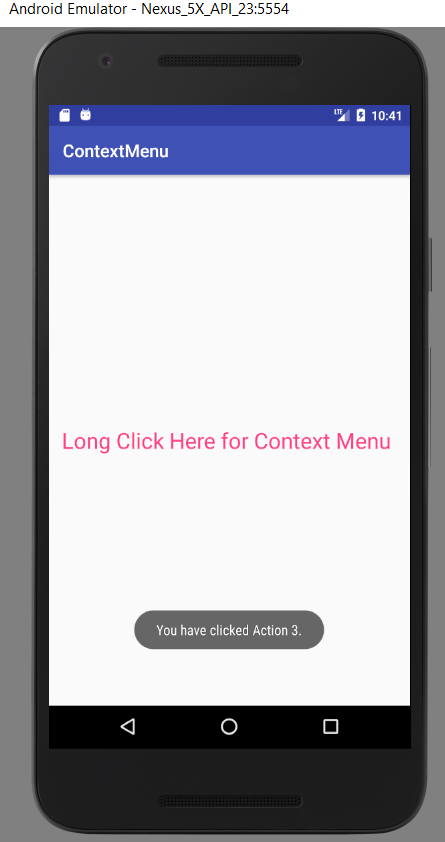 Android Emulator - Nexus_5X_API_23:5554
LTE 10:41
ContextMenu
Long Click Here for Context Menu
You have clicked Action 3.